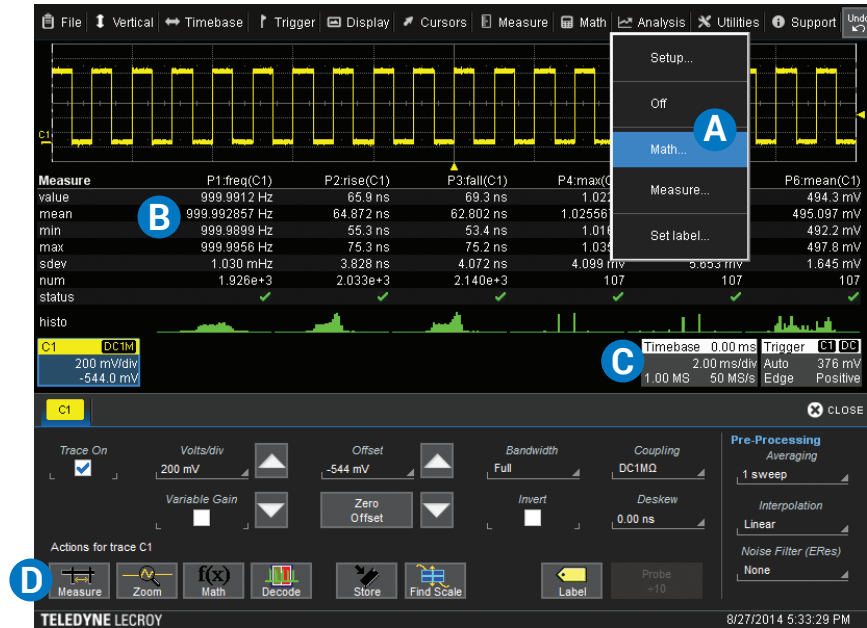 File Vertical Timebase Trigger Display Cursors Measure Math Analysis Utilities Support Undo
Setup...
Off
Math...
Measure...
Set label...
A
C1
Measure P1:freq(C1) P2:rise(C1) P3:fall(C1) P4:max( P6:mean(C1)
value 999.9912 Hz 65.9 ns 69.3 ns 1.022 494.3 mV
mean 999.992857 Hz 64.872 ns 62.802 ns 1.02556 495.097 mV
min 999.9899 Hz 55.3 ns 53.4 ns 1.016 492.2 mV
max 999.9956 Hz 75.3 ns 75.2 ns 1.035 497.8 mV
sdev 1.030 mHz 3.828 ns 4.072 ns 4.099 mV 5.653 mV 1.645 mV
num 1.926e+3 2.033e+3 2.140e+3 107 107 107
status
histo
B
C1 DC1M
200 mV/div
-544.0 mV
C
Timebase 0.00 ms
2.00 ms/div
1.00 MS 50 MS/s
Trigger C1 DC
Auto 376 mV
Edge Positive
C1
CLOSE
Trace On Volts/div Offset Bandwidth Coupling
200 mV -544 mV Full DC1MΩ
Variable Gain Zero Offset Invert Deskew
0.00 ns
Pre-Processing
Averaging
1 sweep
Interpolation
Linear
Noise Filter (ERes)
None
Actions for trace C1
D
Measure Zoom f(x) Math Decode Store Find Scale Label Probe ÷10
TELEDYNE LECROY 8/27/2014 5:33:29 PM